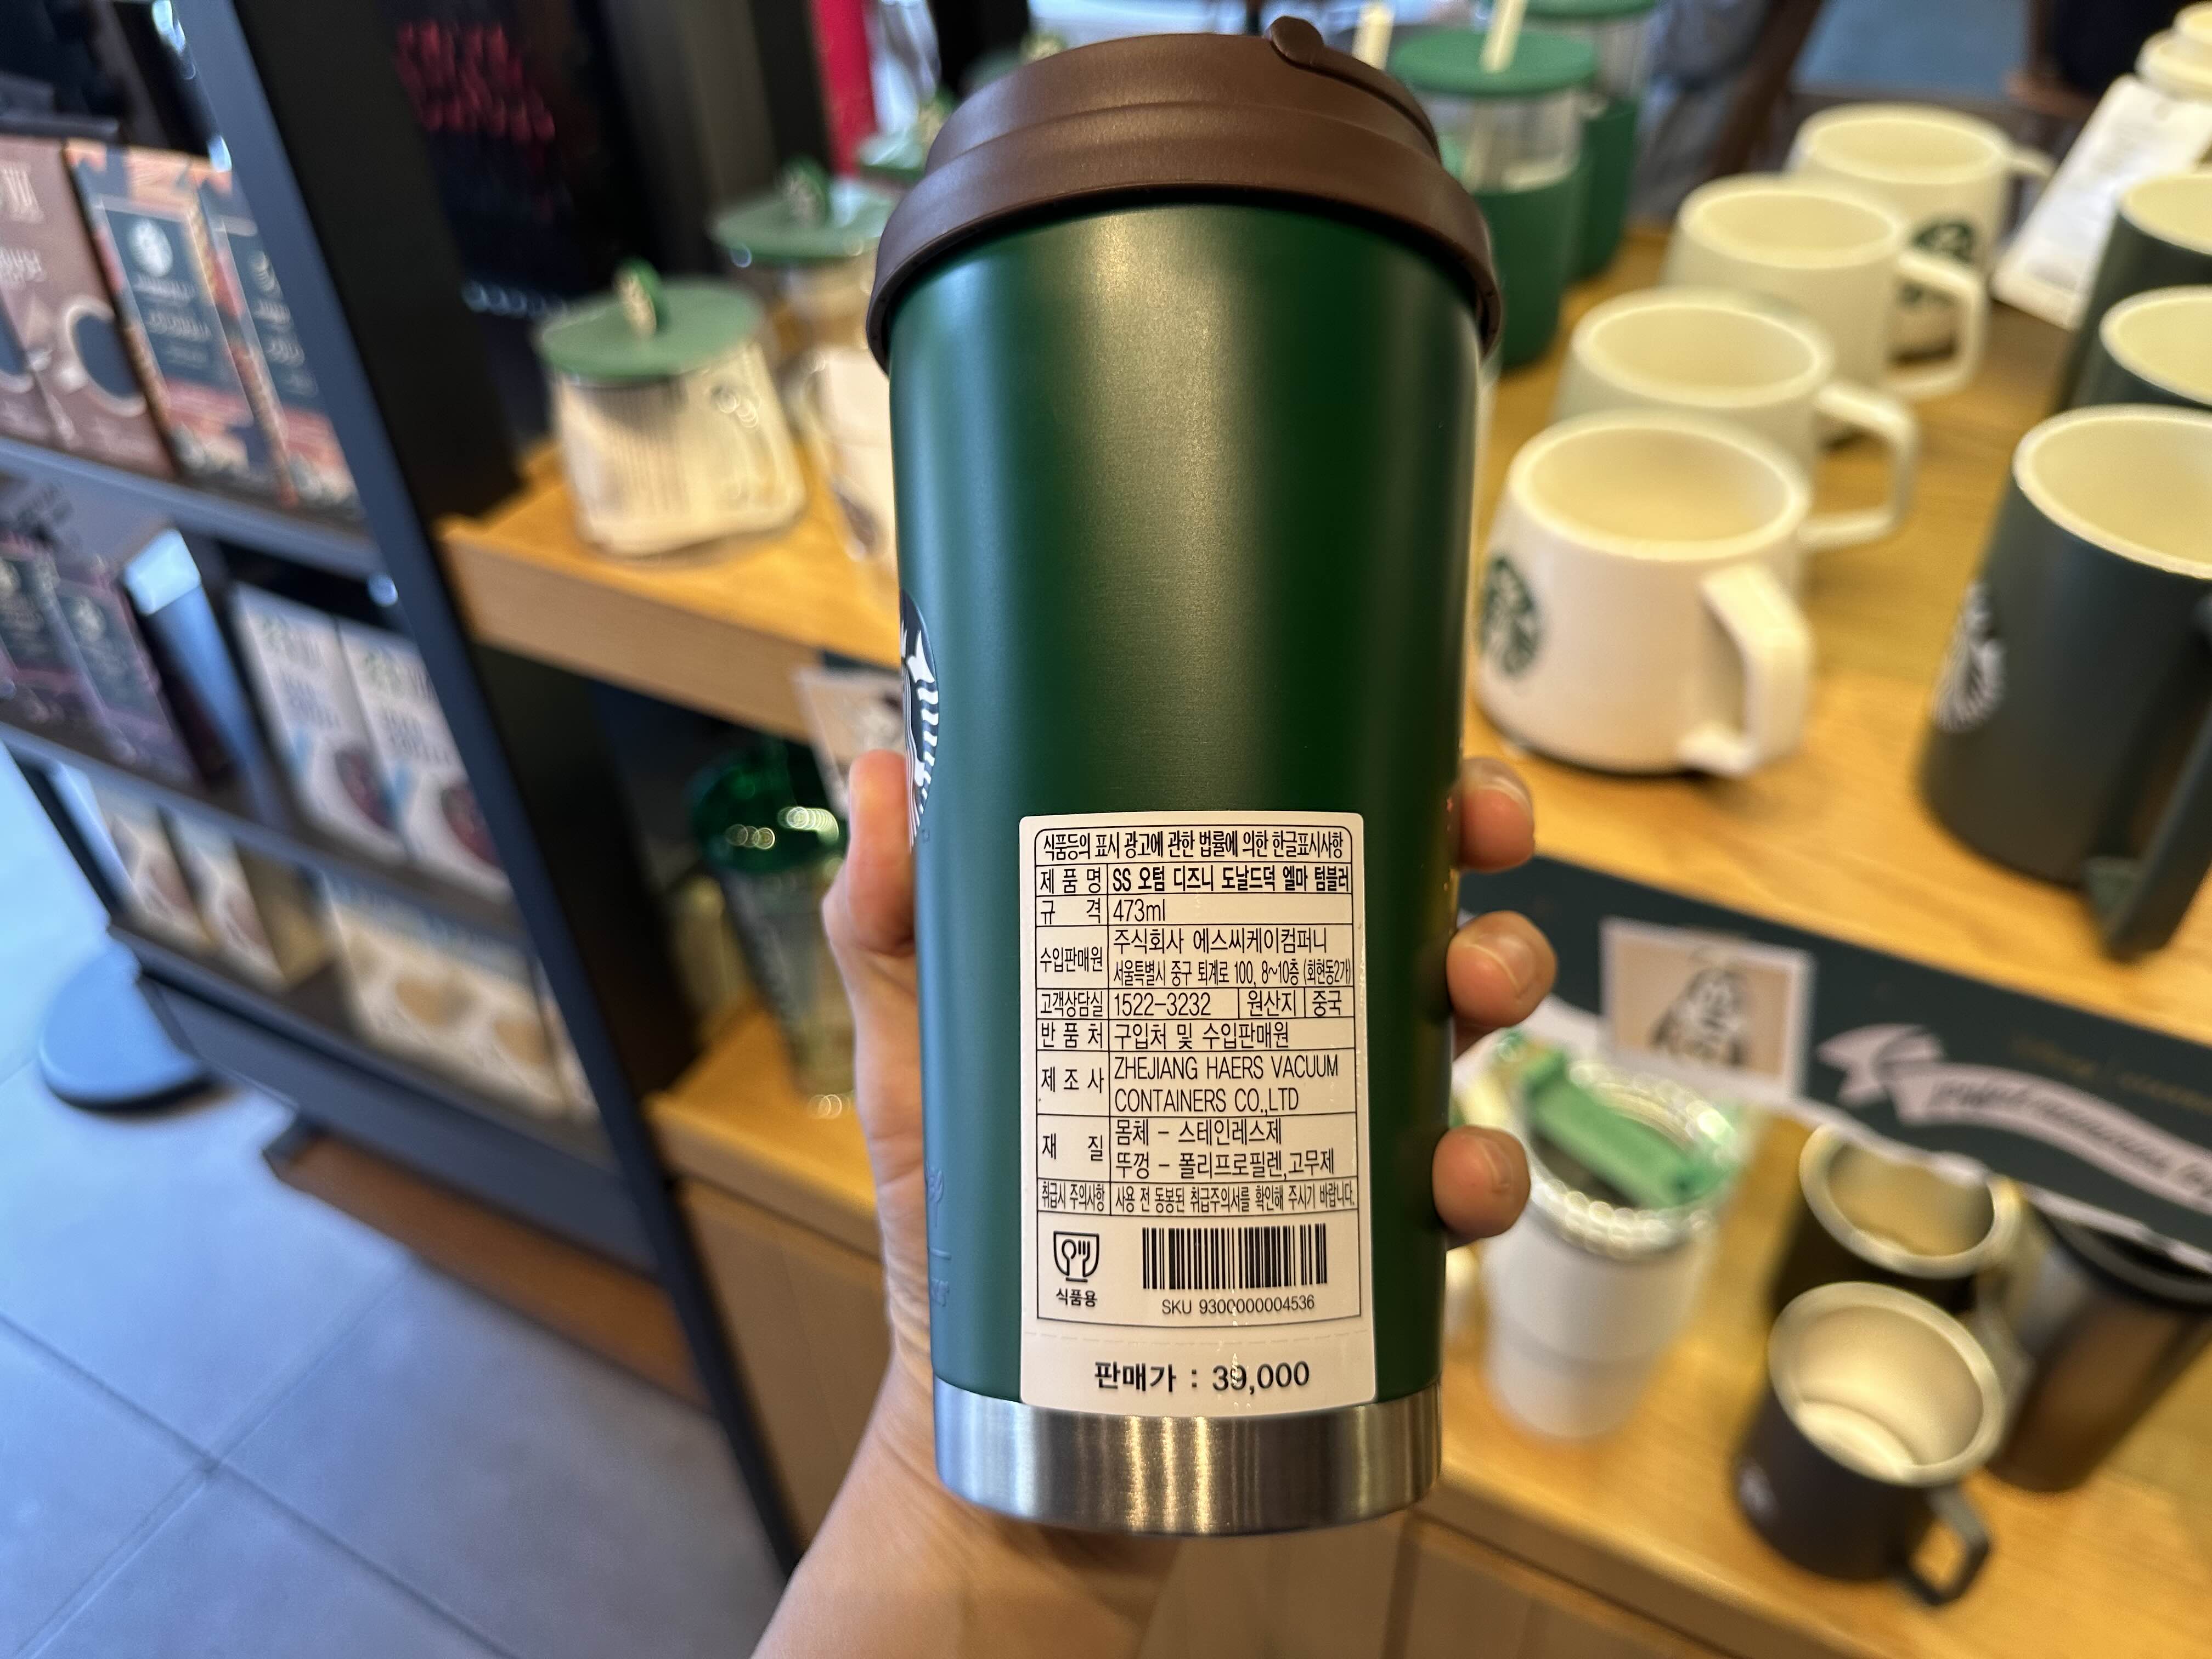 식품등의 표시 광고에 관한 법률에 의한 한글표시사항
제 품 명 SS 오텀 디즈니 도날드덕 엘마 텀블러
규 격 473ml
수입판매원 주식회사 에스씨케이컴퍼니
서울특별시 중구 퇴계로 100, 8~10층 (회현동2가)
고객상담실 1522-3232 원산지 중국
반 품 처 구입처 및 수입판매원
제 조 사 ZHEJIANG HAERS VACUUM
CONTAINERS CO.,LTD
재 질 몸체 - 스테인레스제
뚜껑 - 폴리프로필렌,고무제
취급시 주의사항 사용 전 동봉된 취급주의서를 확인해 주시기 바랍니다.
식품용
SKU 9300000004536
판매가 : 39,000